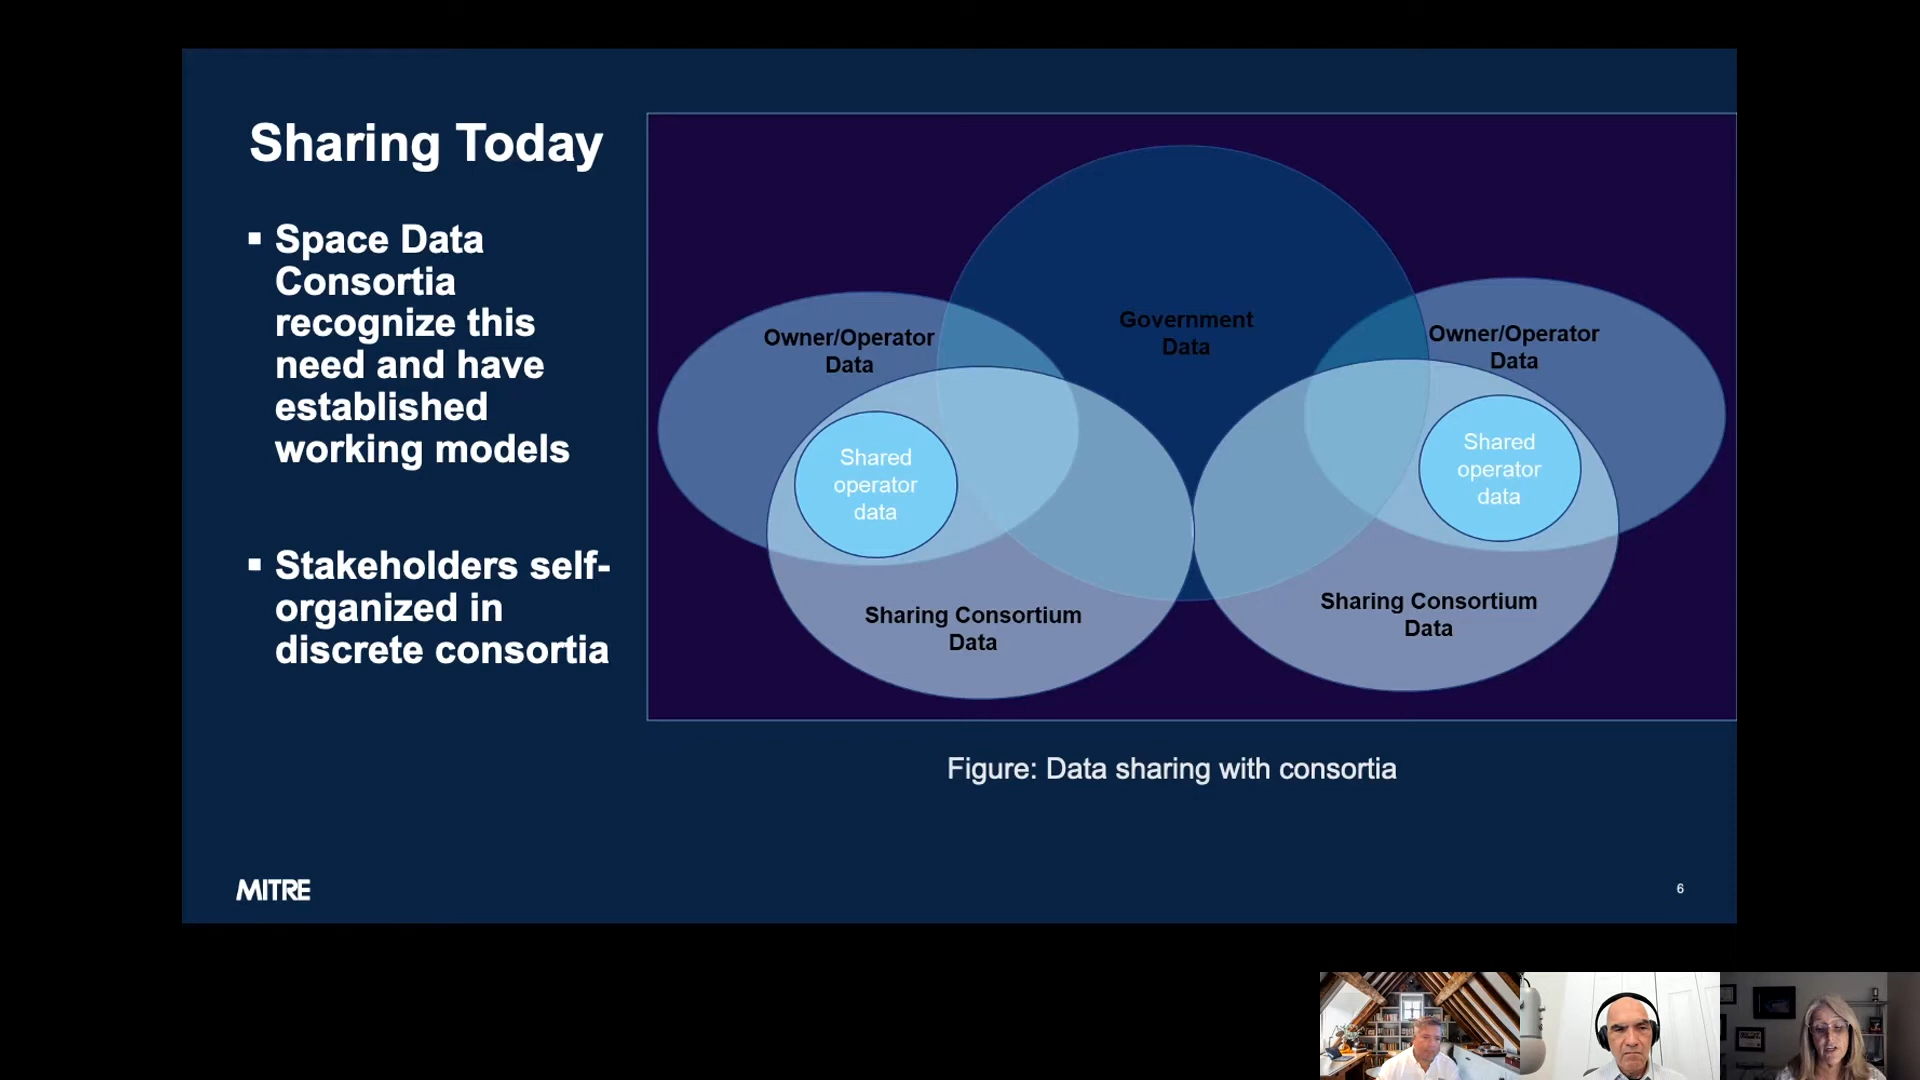 Sharing Today
▪ Space Data
Consortia
recognize this
need and have
established
working models
▪ Stakeholders self-
organized in
discrete consortia
Government
Data
Owner/Operator
Data
Owner/Operator
Data
Shared
operator
data
Shared
operator
data
Sharing Consortium
Data
Sharing Consortium
Data
Figure: Data sharing with consortia
MITRE
6